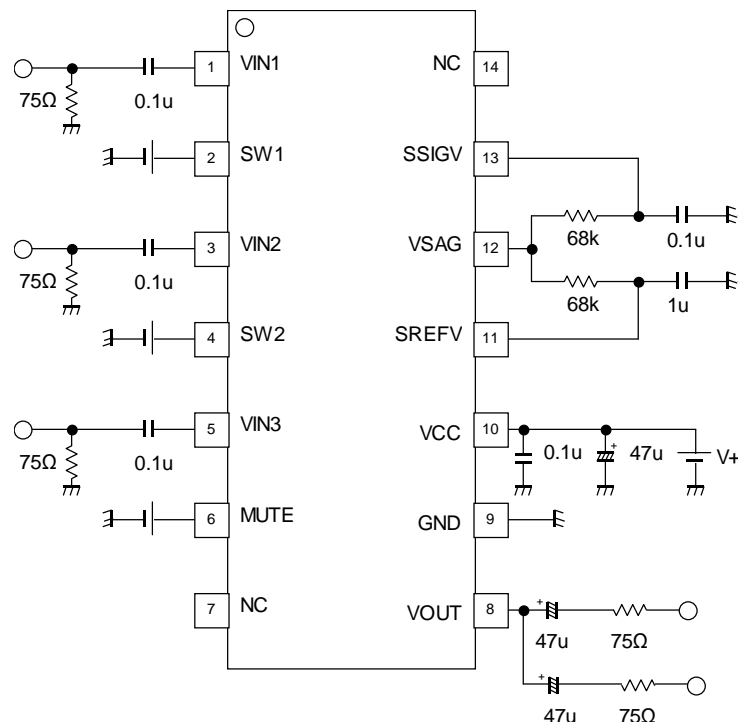 1 VIN1
NC 14
75Ω
0.1u
2 SW1
SSIGV 13
68k
0.1u
3 VIN2
VSAG 12
75Ω
0.1u
68k
1u
4 SW2
SREFV 11
5 VIN3
VCC 10
75Ω
0.1u
0.1u
+
47u
V+
6 MUTE
GND 9
7 NC
VOUT 8
+
47u
75Ω
+
47u
75Ω